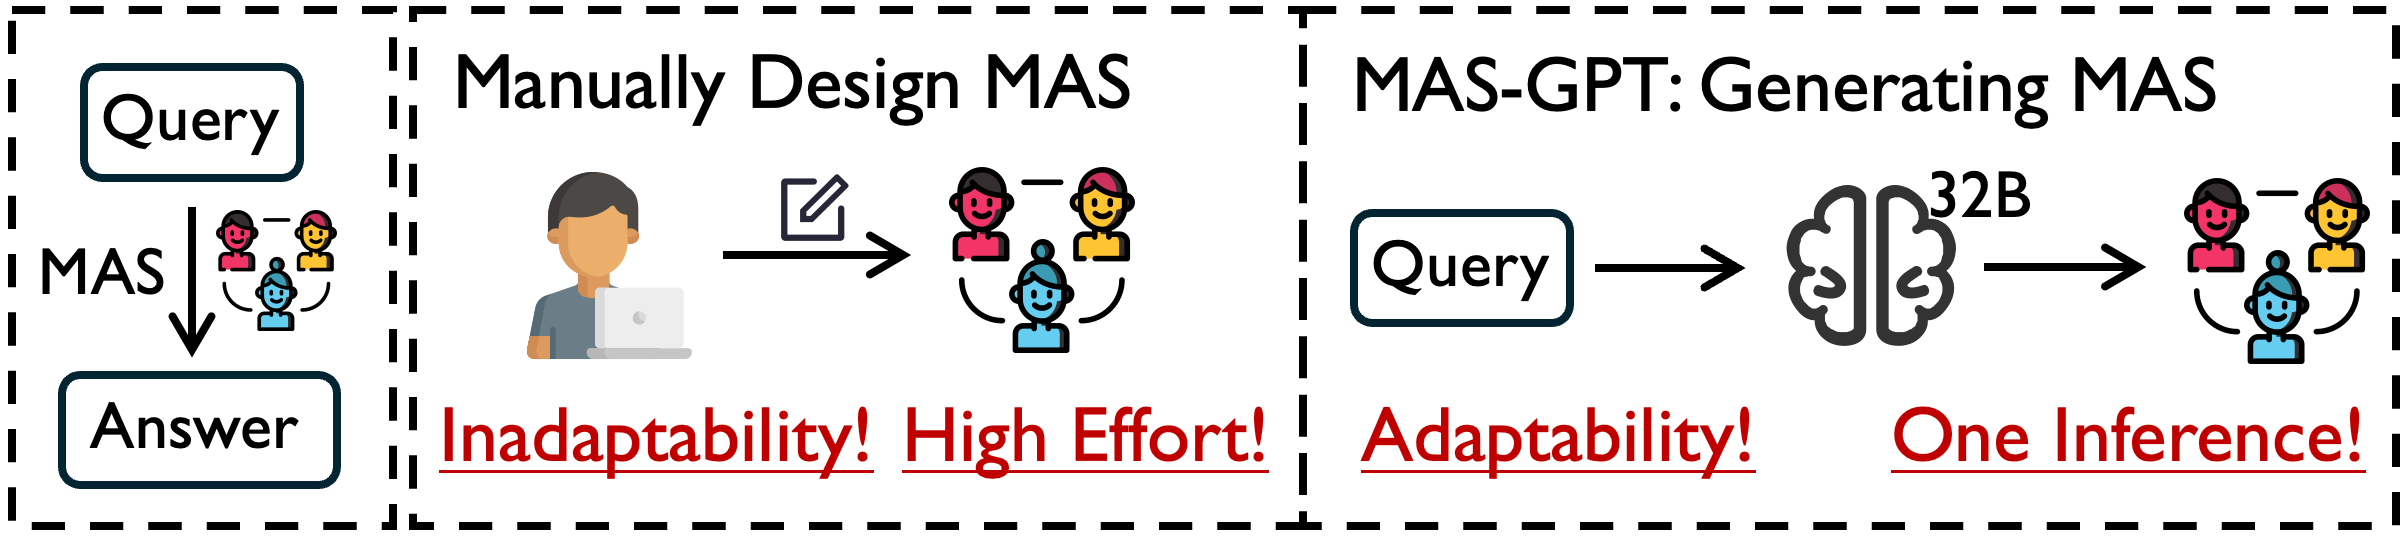 Query
MAS
Answer
Manually Design MAS
Inadaptability! High Effort!
MAS-GPT: Generating MAS
Query
32B
Adaptability! One Inference!